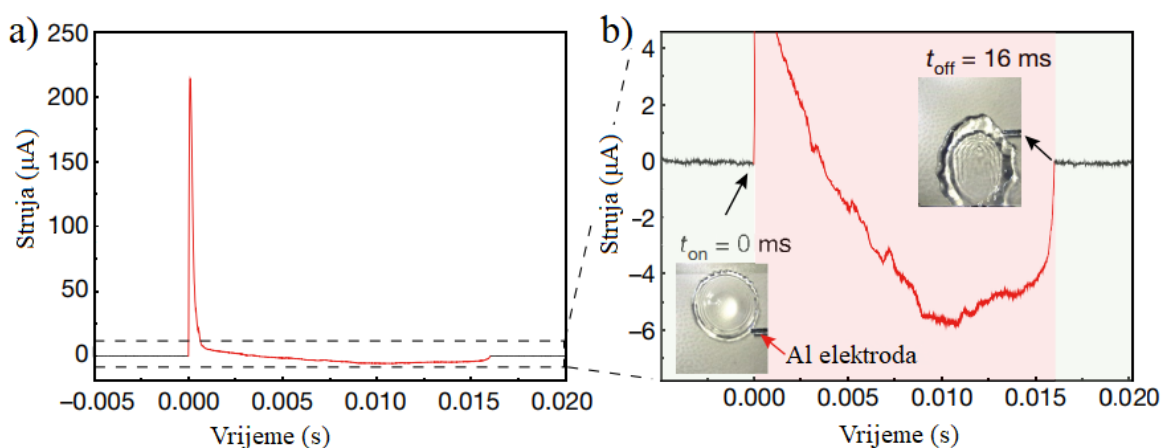 a)
250
200
150
100
50
0
Struja (µA)
−0.005 0.000 0.005 0.010 0.015 0.020
Vrijeme (s)
b)
4
2
0
−2
−4
−6
Struja (µA)
t_off = 16 ms
t_on = 0 ms
Al elektroda
0.000 0.005 0.010 0.015 0.020
Vrijeme (s)